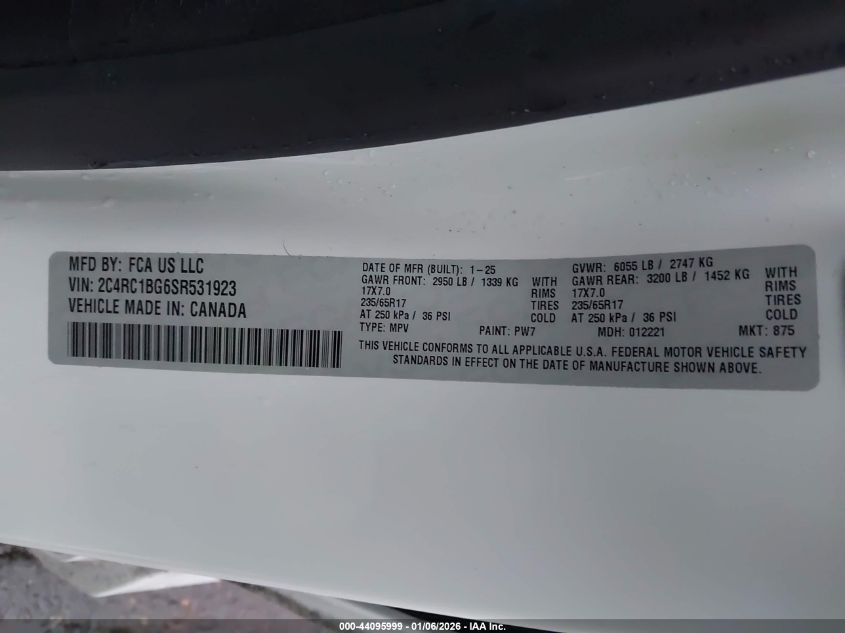 MFD BY: FCA US LLC
VIN: 2C4RC1BG6SR531923
VEHICLE MADE IN: CANADA
DATE OF MFR (BUILT): 1-25
GAWR FRONT: 2950 LB / 1339 KG WITH
17X7.0 RIMS
235/65R17 TIRES
AT 250 kPa / 36 PSI COLD
TYPE: MPV PAINT: PW7
GVWR: 6055 LB / 2747 KG
GAWR REAR: 3200 LB / 1452 KG WITH
17X7.0 RIMS
235/65R17 TIRES
AT 250 kPa / 36 PSI COLD
MDH: 012221 MKT: 875
THIS VEHICLE CONFORMS TO ALL APPLICABLE U.S.A. FEDERAL MOTOR VEHICLE SAFETY
STANDARDS IN EFFECT ON THE DATE OF MANUFACTURE SHOWN ABOVE.
000-44095999 - 01/06/2026 - IAA Inc.